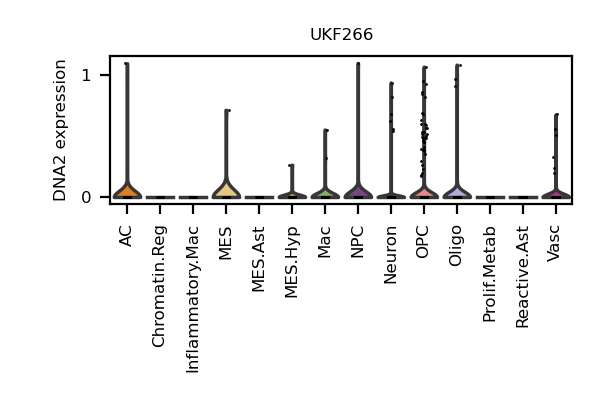 UKF266
DNA2 expression
1
0
AC
Chromatin.Reg
Inflammatory.Mac
MES
MES.Ast
MES.Hyp
Mac
NPC
Neuron
OPC
Oligo
Prolif.Metab
Reactive.Ast
Vasc